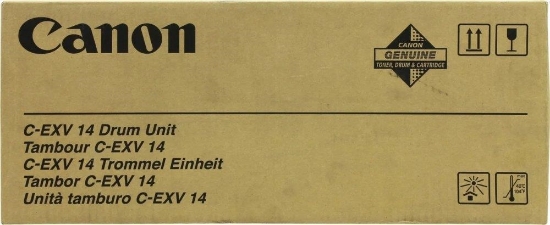 Canon
CANON
GENUINE
TONER, DRUM & CARTRIDGE
C-EXV 14 Drum Unit
Tambour C-EXV 14
C-EXV 14 Trommel Einheit
Tambor C-EXV 14
Unità tamburo C-EXV 14